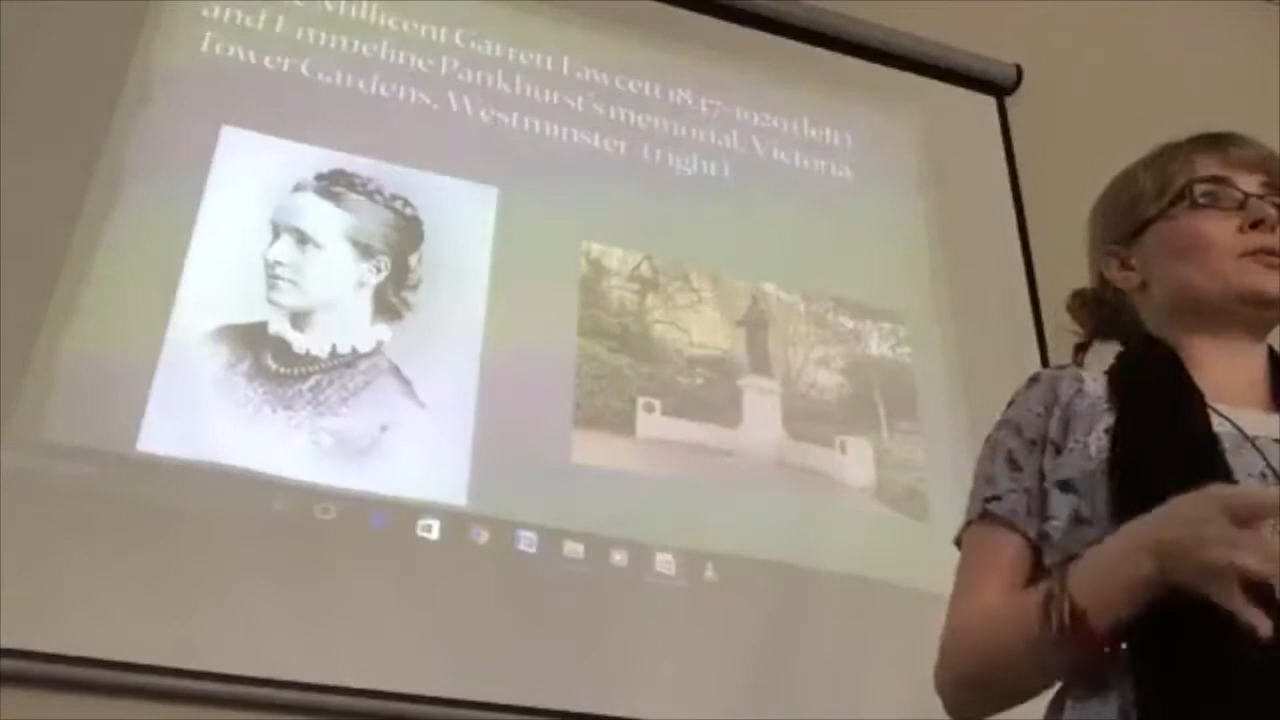 Millicent Garrett Fawcett 1847-1929 (left)
and Emmeline Pankhurst's memorial, Victoria
Tower Gardens, Westminster (right)